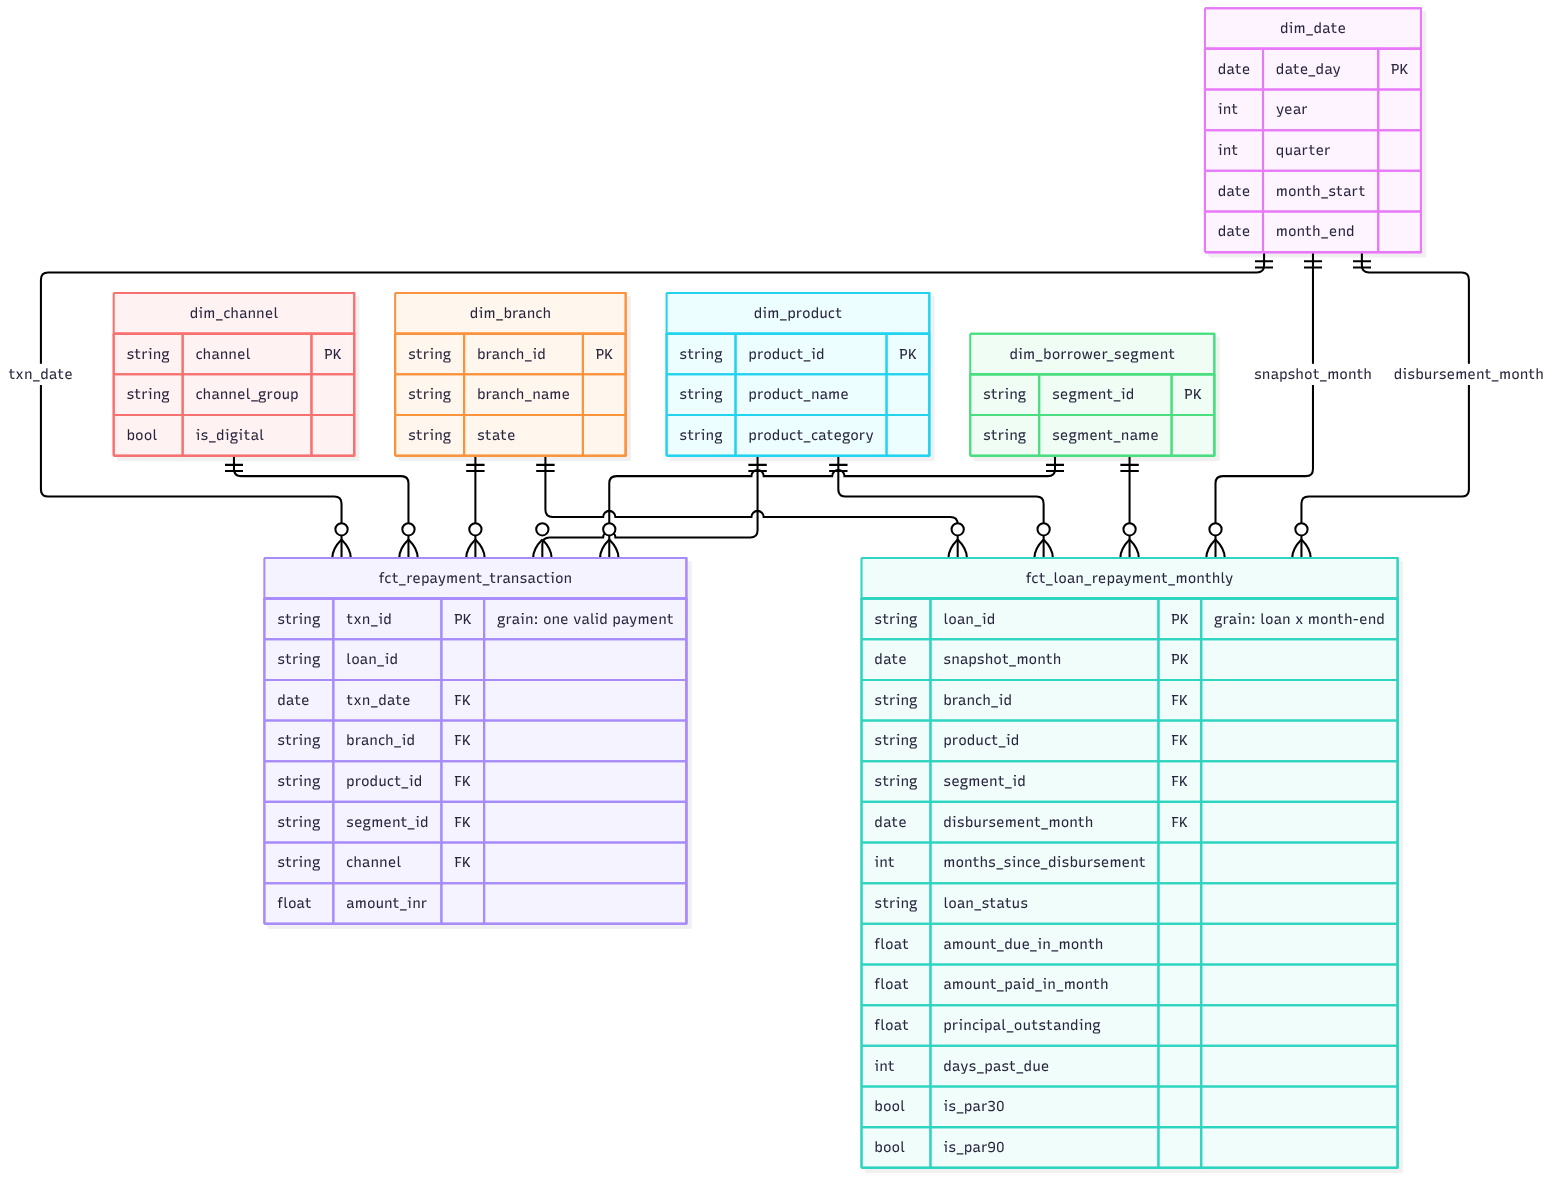 dim_date
date date_day PK
int year
int quarter
date month_start
date month_end
dim_channel
string channel PK
string channel_group
bool is_digital
dim_branch
string branch_id PK
string branch_name
string state
dim_product
string product_id PK
string product_name
string product_category
dim_borrower_segment
string segment_id PK
string segment_name
txn_date
snapshot_month
disbursement_month
fct_repayment_transaction
string txn_id PK grain: one valid payment
string loan_id
date txn_date FK
string branch_id FK
string product_id FK
string segment_id FK
string channel FK
float amount_inr
fct_loan_repayment_monthly
string loan_id PK grain: loan x month-end
date snapshot_month PK
string branch_id FK
string product_id FK
string segment_id FK
date disbursement_month FK
int months_since_disbursement
string loan_status
float amount_due_in_month
float amount_paid_in_month
float principal_outstanding
int days_past_due
bool is_par30
bool is_par90